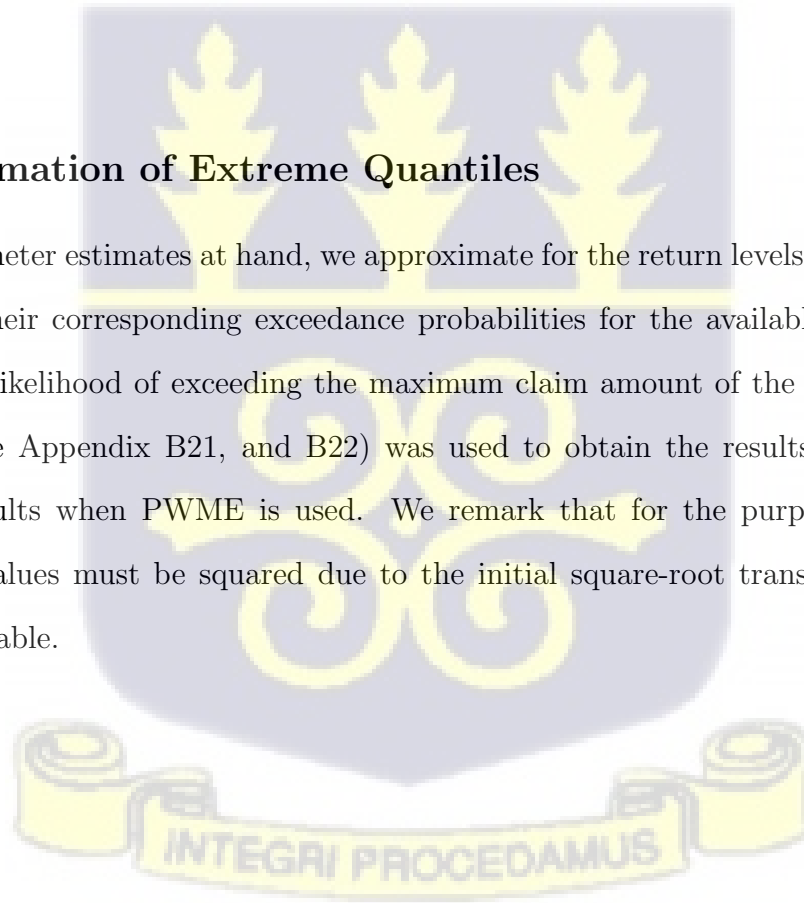 mation of Extreme Quantiles
neter estimates at hand, we approximate for the return levels
heir corresponding exceedance probabilities for the availabl
ikelihood of exceeding the maximum claim amount of the
e Appendix B21, and B22) was used to obtain the results
ults when PWME is used. We remark that for the purp
alues must be squared due to the initial square-root trans
able.
INTEGRI PROCEDAMUS